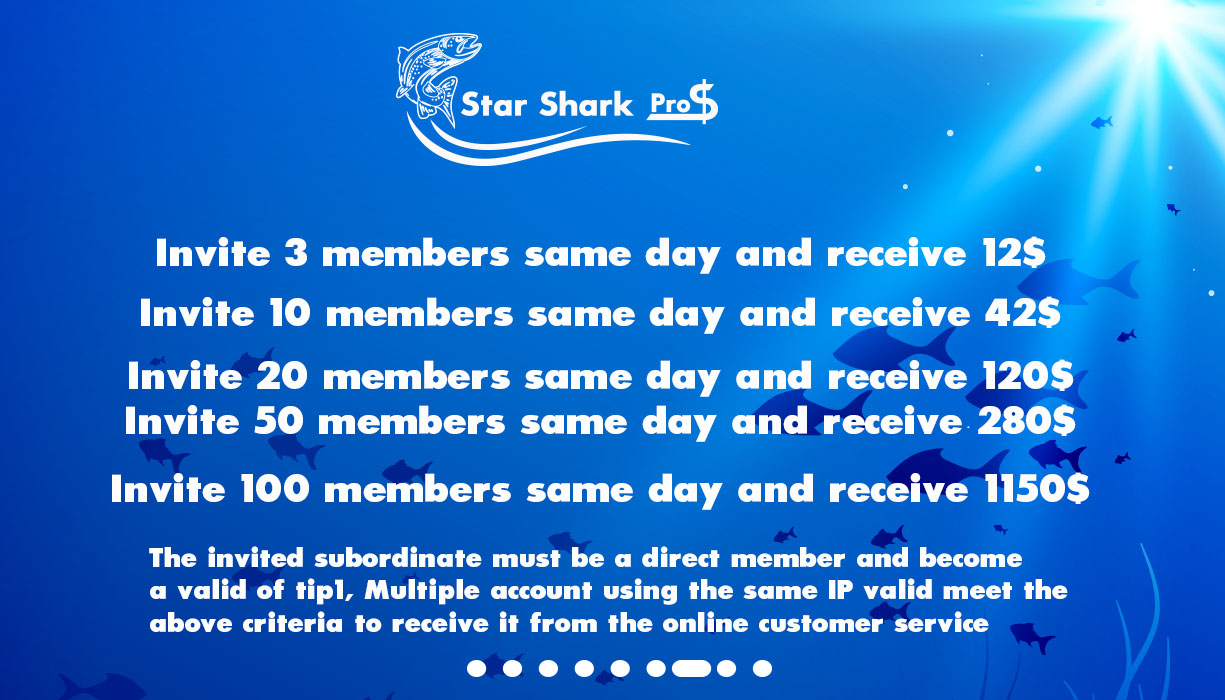 Star Shark Pro$
Invite 3 members same day and receive 12$
Invite 10 members same day and receive 42$
Invite 20 members same day and receive 120$
Invite 50 members same day and receive 280$
Invite 100 members same day and receive 1150$
The invited subordinate must be a direct member and become
a valid of tip1, Multiple account using the same IP valid meet the
above criteria to receive it from the online customer service